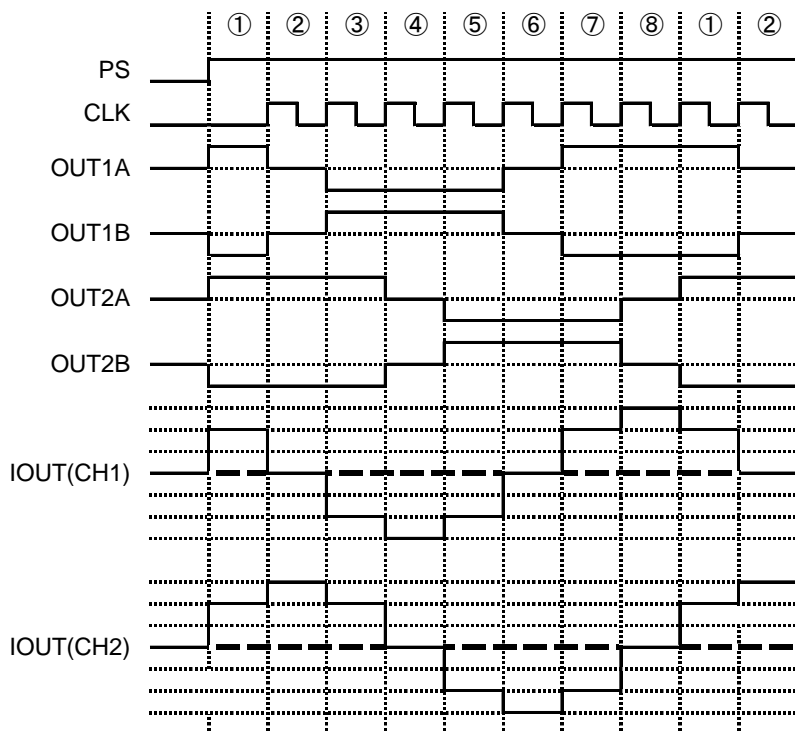 ① ② ③ ④ ⑤ ⑥ ⑦ ⑧ ① ②
PS
CLK
OUT1A
OUT1B
OUT2A
OUT2B
IOUT(CH1)
IOUT(CH2)